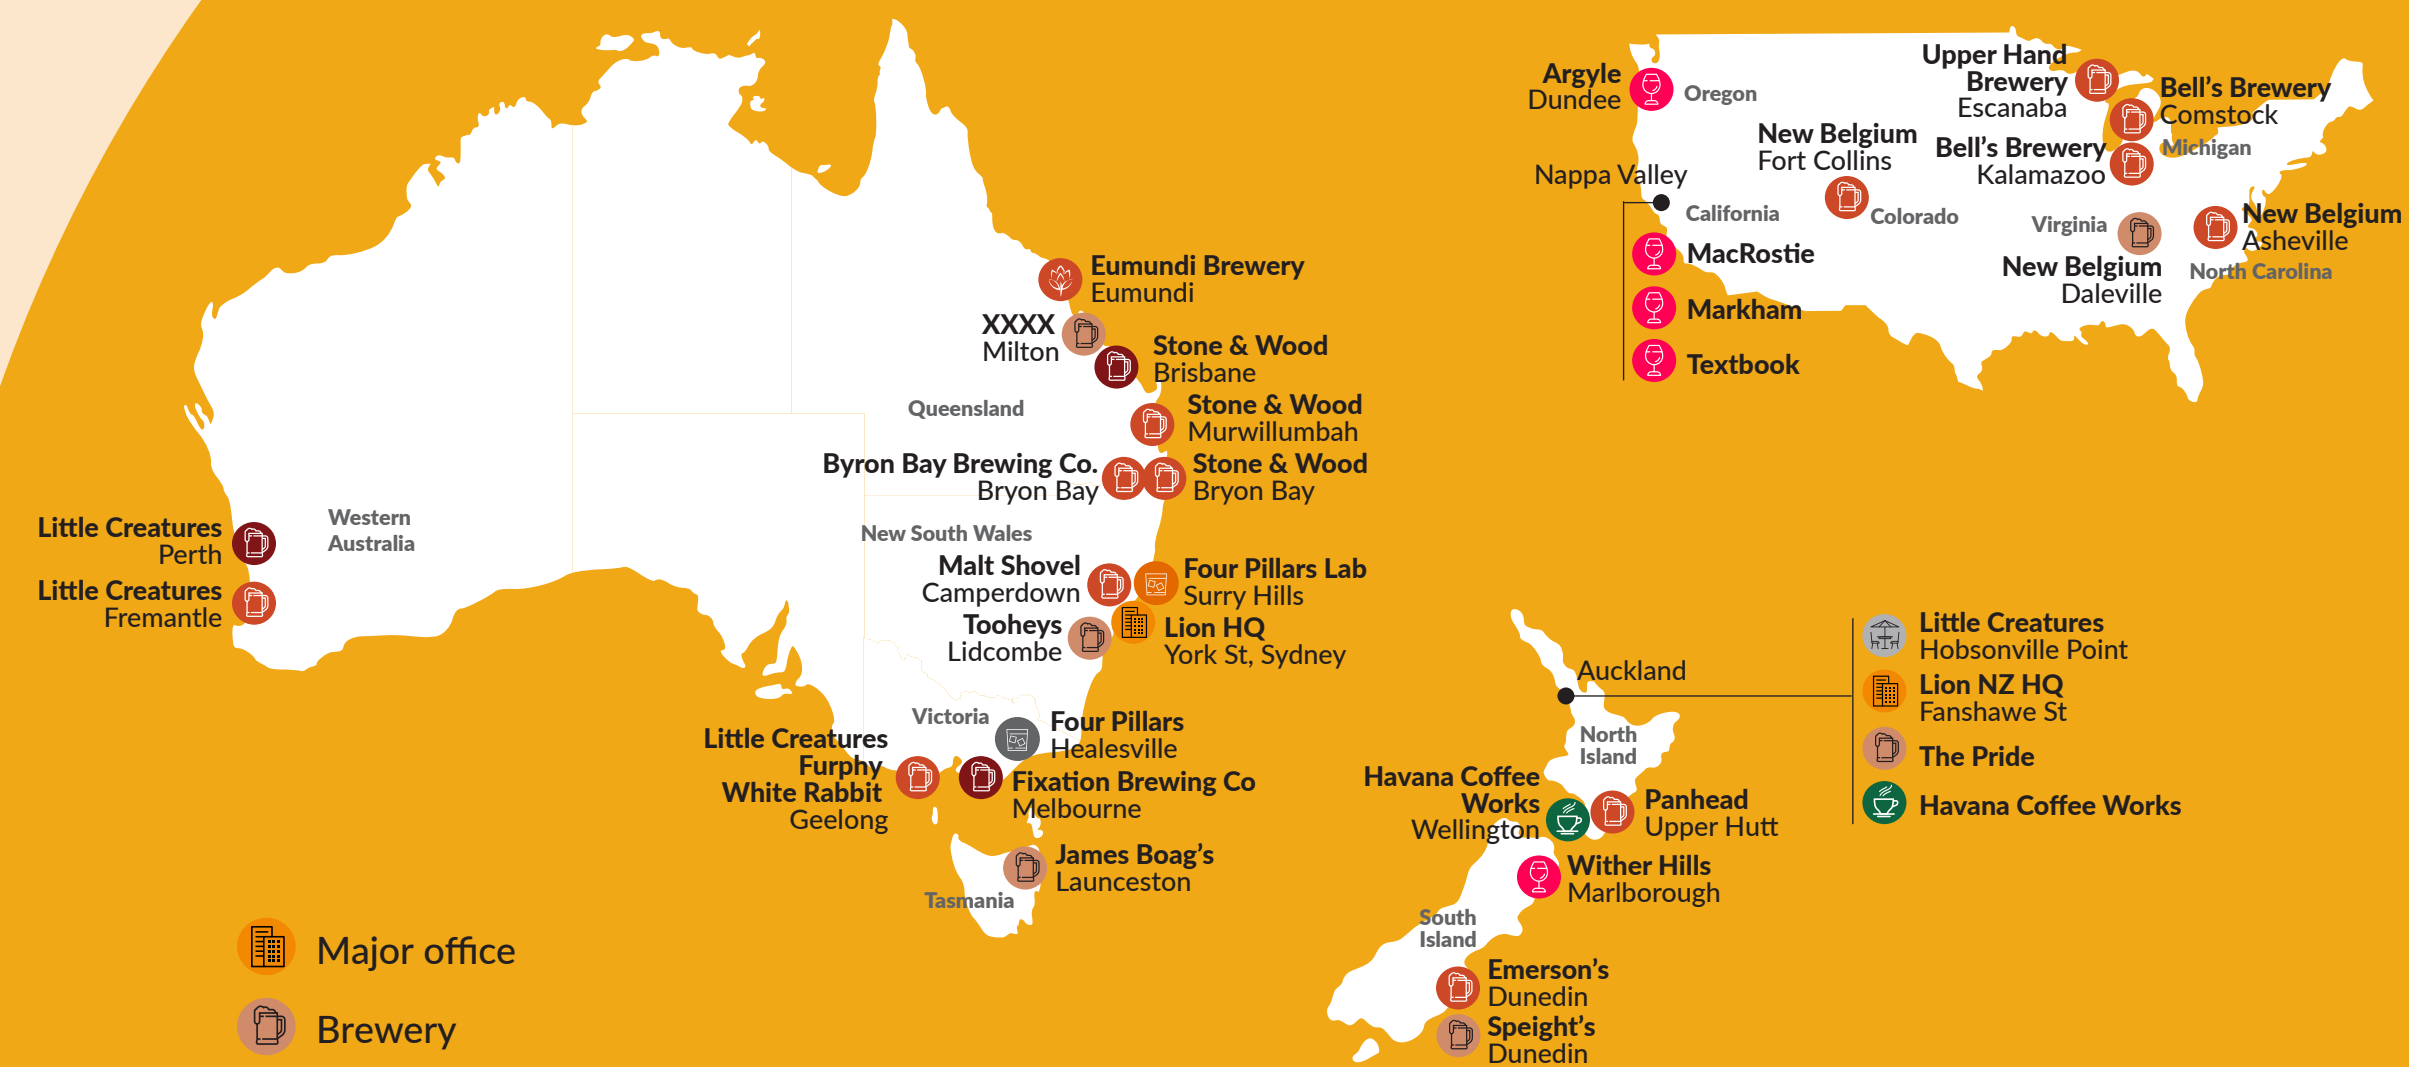 Eumundi Brewery
Eumundi
XXXX
Milton
Stone & Wood
Brisbane
Queensland
Stone & Wood
Murwillumbah
Byron Bay Brewing Co.
Bryon Bay
Stone & Wood
Bryon Bay
Little Creatures
Perth
Western
Australia
Little Creatures
Fremantle
New South Wales
Malt Shovel
Camperdown
Four Pillars Lab
Surry Hills
Tooheys
Lidcombe
Lion HQ
York St, Sydney
Victoria
Four Pillars
Healesville
Little Creatures
Furphy
White Rabbit
Geelong
Fixation Brewing Co
Melbourne
James Boag’s
Launceston
Tasmania
Major office
Brewery
Argyle
Dundee
Oregon
Upper Hand
Brewery
Escanaba
Bell’s Brewery
Comstock
Michigan
New Belgium
Fort Collins
Colorado
Bell’s Brewery
Kalamazoo
Nappa Valley
California
MacRostie
Markham
Textbook
Virginia
New Belgium
Daleville
New Belgium
Asheville
North Carolina
Auckland
Little Creatures
Hobsonville Point
Lion NZ HQ
Fanshawe St
The Pride
Havana Coffee Works
North
Island
Havana Coffee
Works
Wellington
Panhead
Upper Hutt
Wither Hills
Marlborough
South
Island
Emerson’s
Dunedin
Speight’s
Dunedin